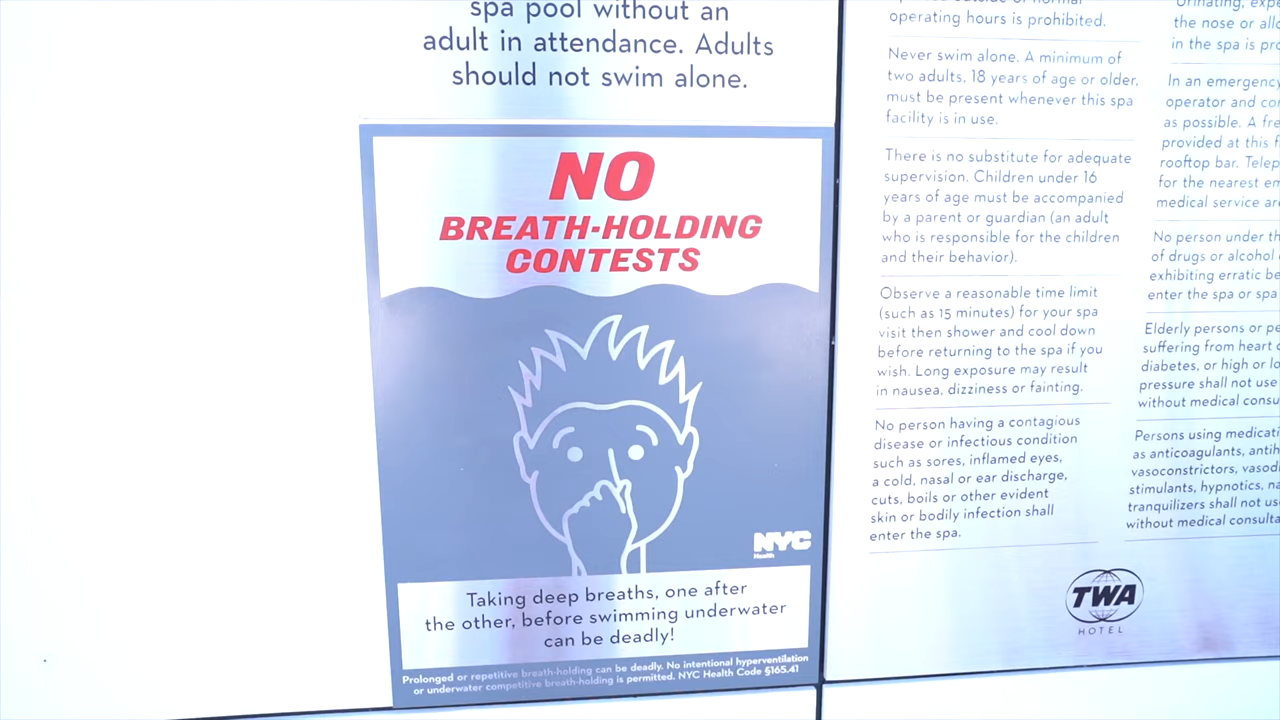 spa pool without an
adult in attendance. Adults
should not swim alone.
NO
BREATH-HOLDING
CONTESTS
NYC
Health
Taking deep breaths, one after
the other, before swimming underwater
can be deadly!
Prolonged or repetitive breath-holding can be deadly. No intentional hyperventilation
or underwater competitive breath-holding is permitted. NYC Health Code §165.41
operating hours is prohibited.
Never swim alone. A minimum of
two adults, 18 years of age or older,
must be present whenever this spa
facility is in use.
There is no substitute for adequate
supervision. Children under 16
years of age must be accompanied
by a parent or guardian (an adult
who is responsible for the children
and their behavior).
Observe a reasonable time limit
(such as 15 minutes) for your spa
visit then shower and cool down
before returning to the spa if you
wish. Long exposure may result
in nausea, dizziness or fainting.
No person having a contagious
disease or infectious condition
such as sores, inflamed eyes,
a cold, nasal or ear discharge,
cuts, boils or other evident
skin or bodily infection shall
enter the spa.
Urinating,
the nose or
in the spa is
In an emergency
operator and
as possible. A
provided at this
rooftop bar.
for the nearest
medical service
No person under
of drugs or alcohol
exhibiting erratic
enter the spa or spa
Elderly persons or
suffering from heart
diabetes, or high or
pressure shall not use
without medical
Persons using
as anticoagulants,
vasoconstrictors,
stimulants, hypnotics,
tranquilizers shall not
without medical
TWA
HOTEL